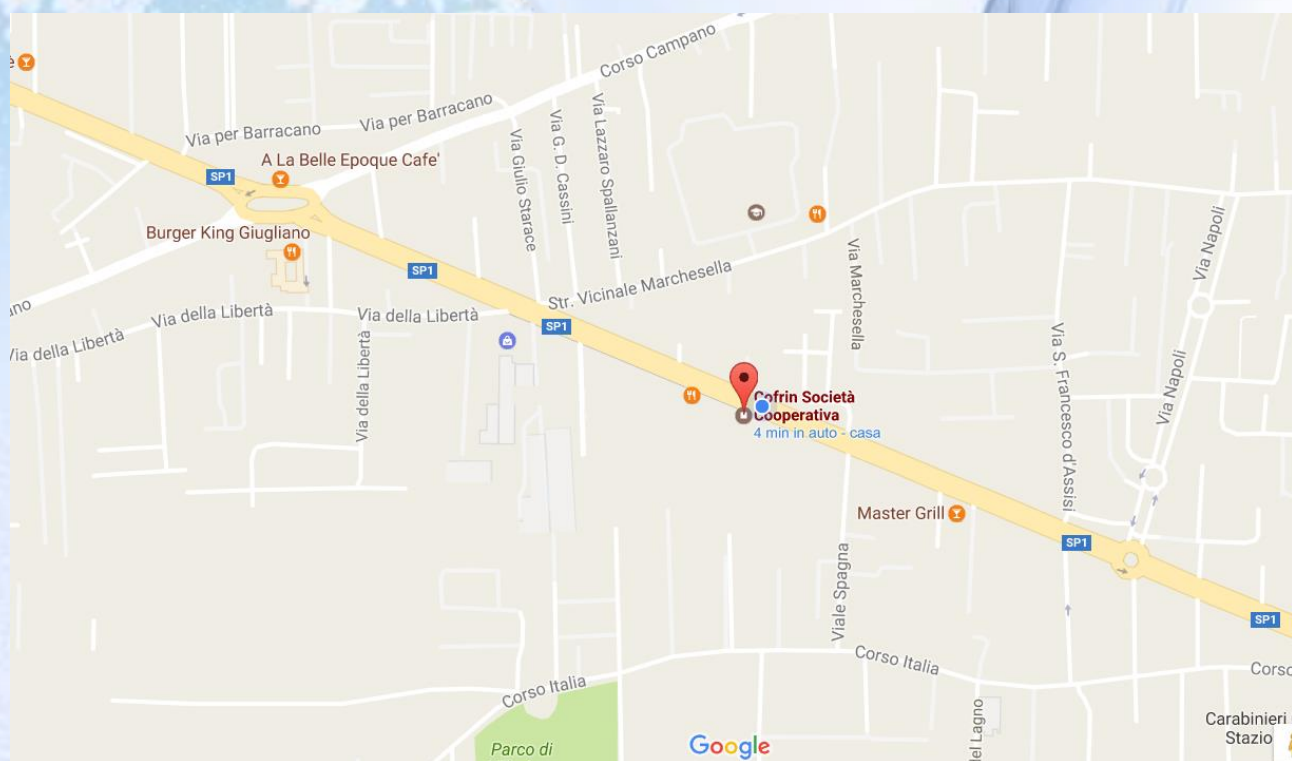 Corso Campano
Via per Barracano
Via per Barracano
A La Belle Epoque Cafe'
SP1
Via Giulio Starace
Via G. D. Cassini
Via Lazzaro Spallanzani
Burger King Giugliano
SP1
Via Napoli
Str. Vicinale Marchesella
Via Marchesella
Via della Libertà
Via della Libertà
Via della Libertà
Via della Libertà
SP1
Via S. Francesco d'Assisi
Via Napoli
Cofrin Società
Cooperativa
4 min in auto - casa
Master Grill
SP1
Viale Spagna
SP1
Corso Italia
Corso Italia
Corso
Parco di
Google
del Lagno
Carabinieri
Stazio